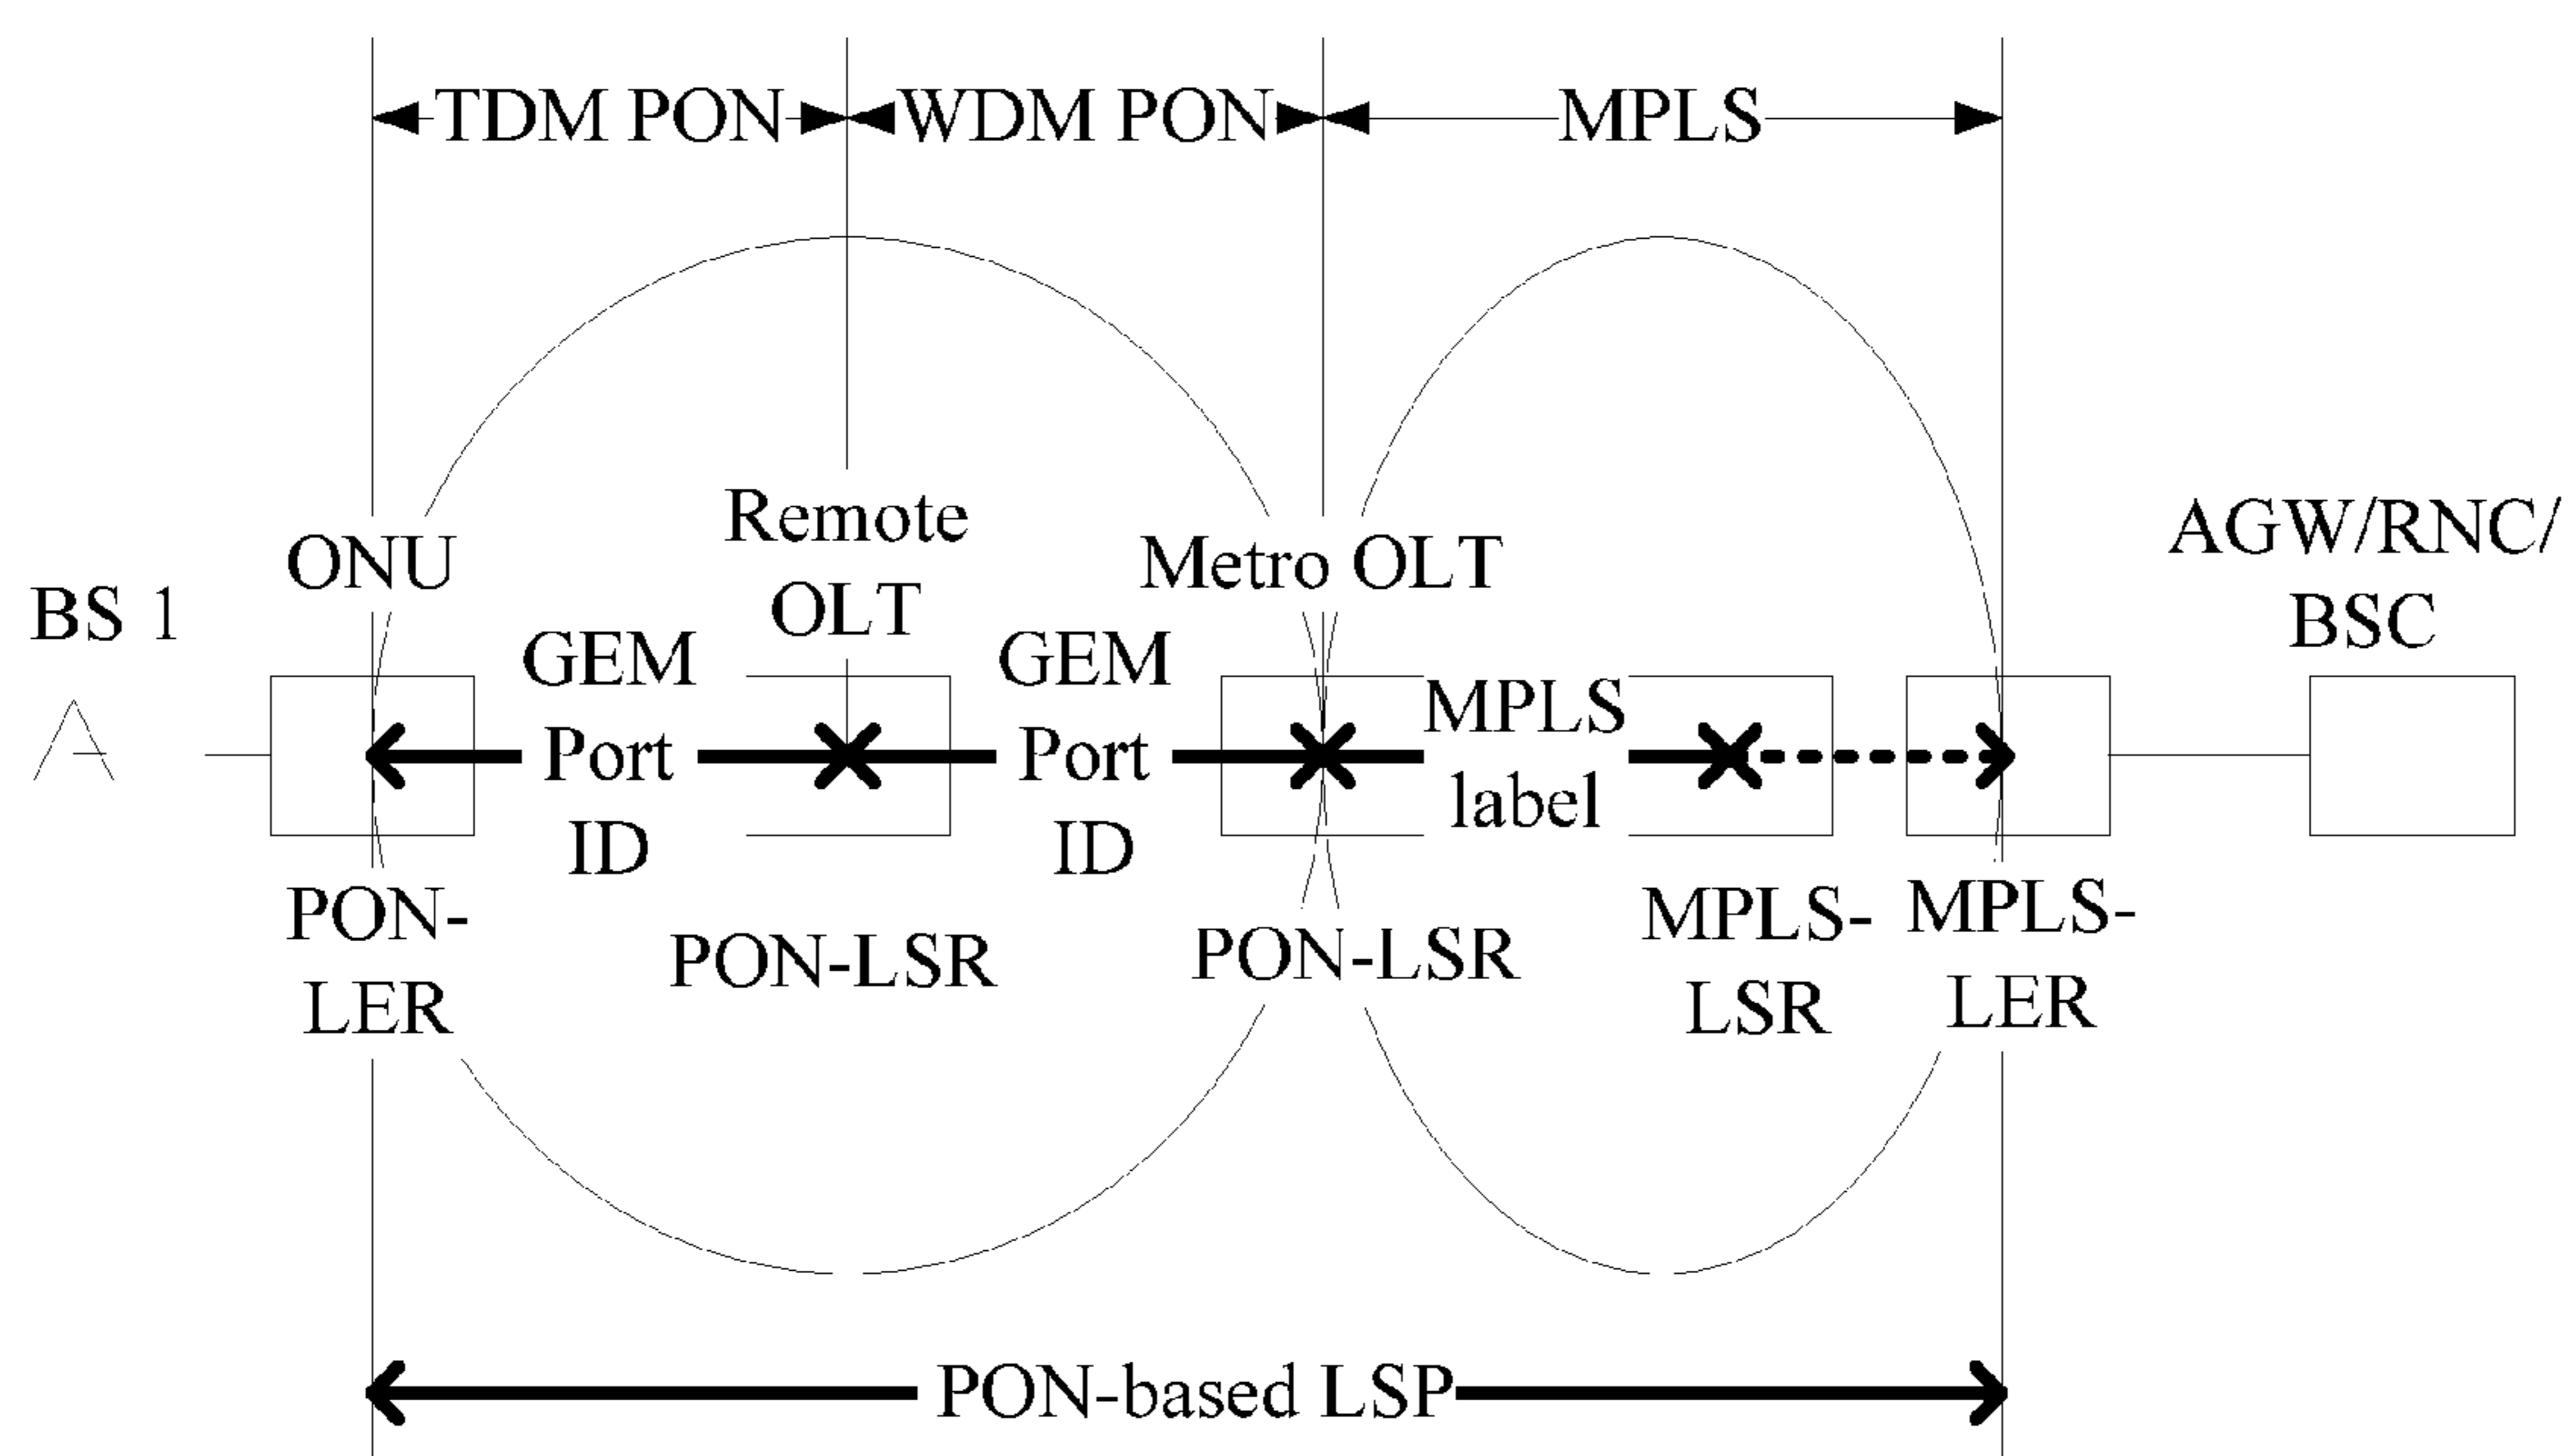 TDM PON
WDM PON
MPLS
BS 1
ONU
Remote
OLT
Metro OLT
AGW/RNC/
BSC
GEM
Port
ID
GEM
Port
ID
MPLS
label
PON-
LER
PON-LSR
PON-LSR
MPLS-
LSR
MPLS-
LER
PON-based LSP